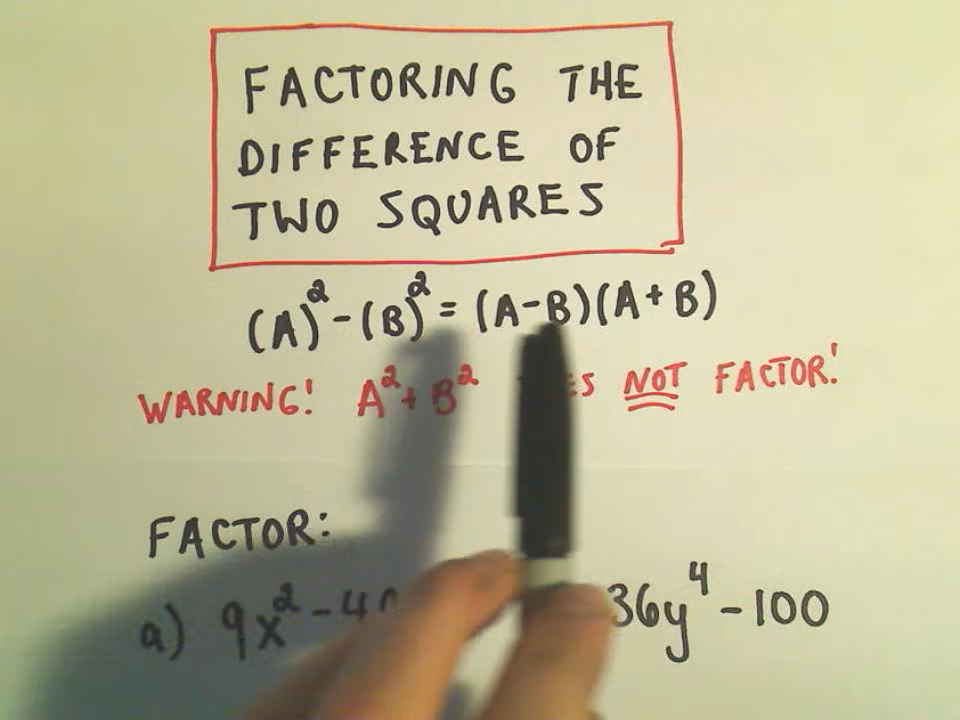 FACTORING THE
DIFFERENCE OF
TWO SQUARES
(A)² - (B)² = (A-B)(A+B)
WARNING! A² + B² NOT FACTOR!
FACTOR:
a) 9x² - 36y⁴ - 100